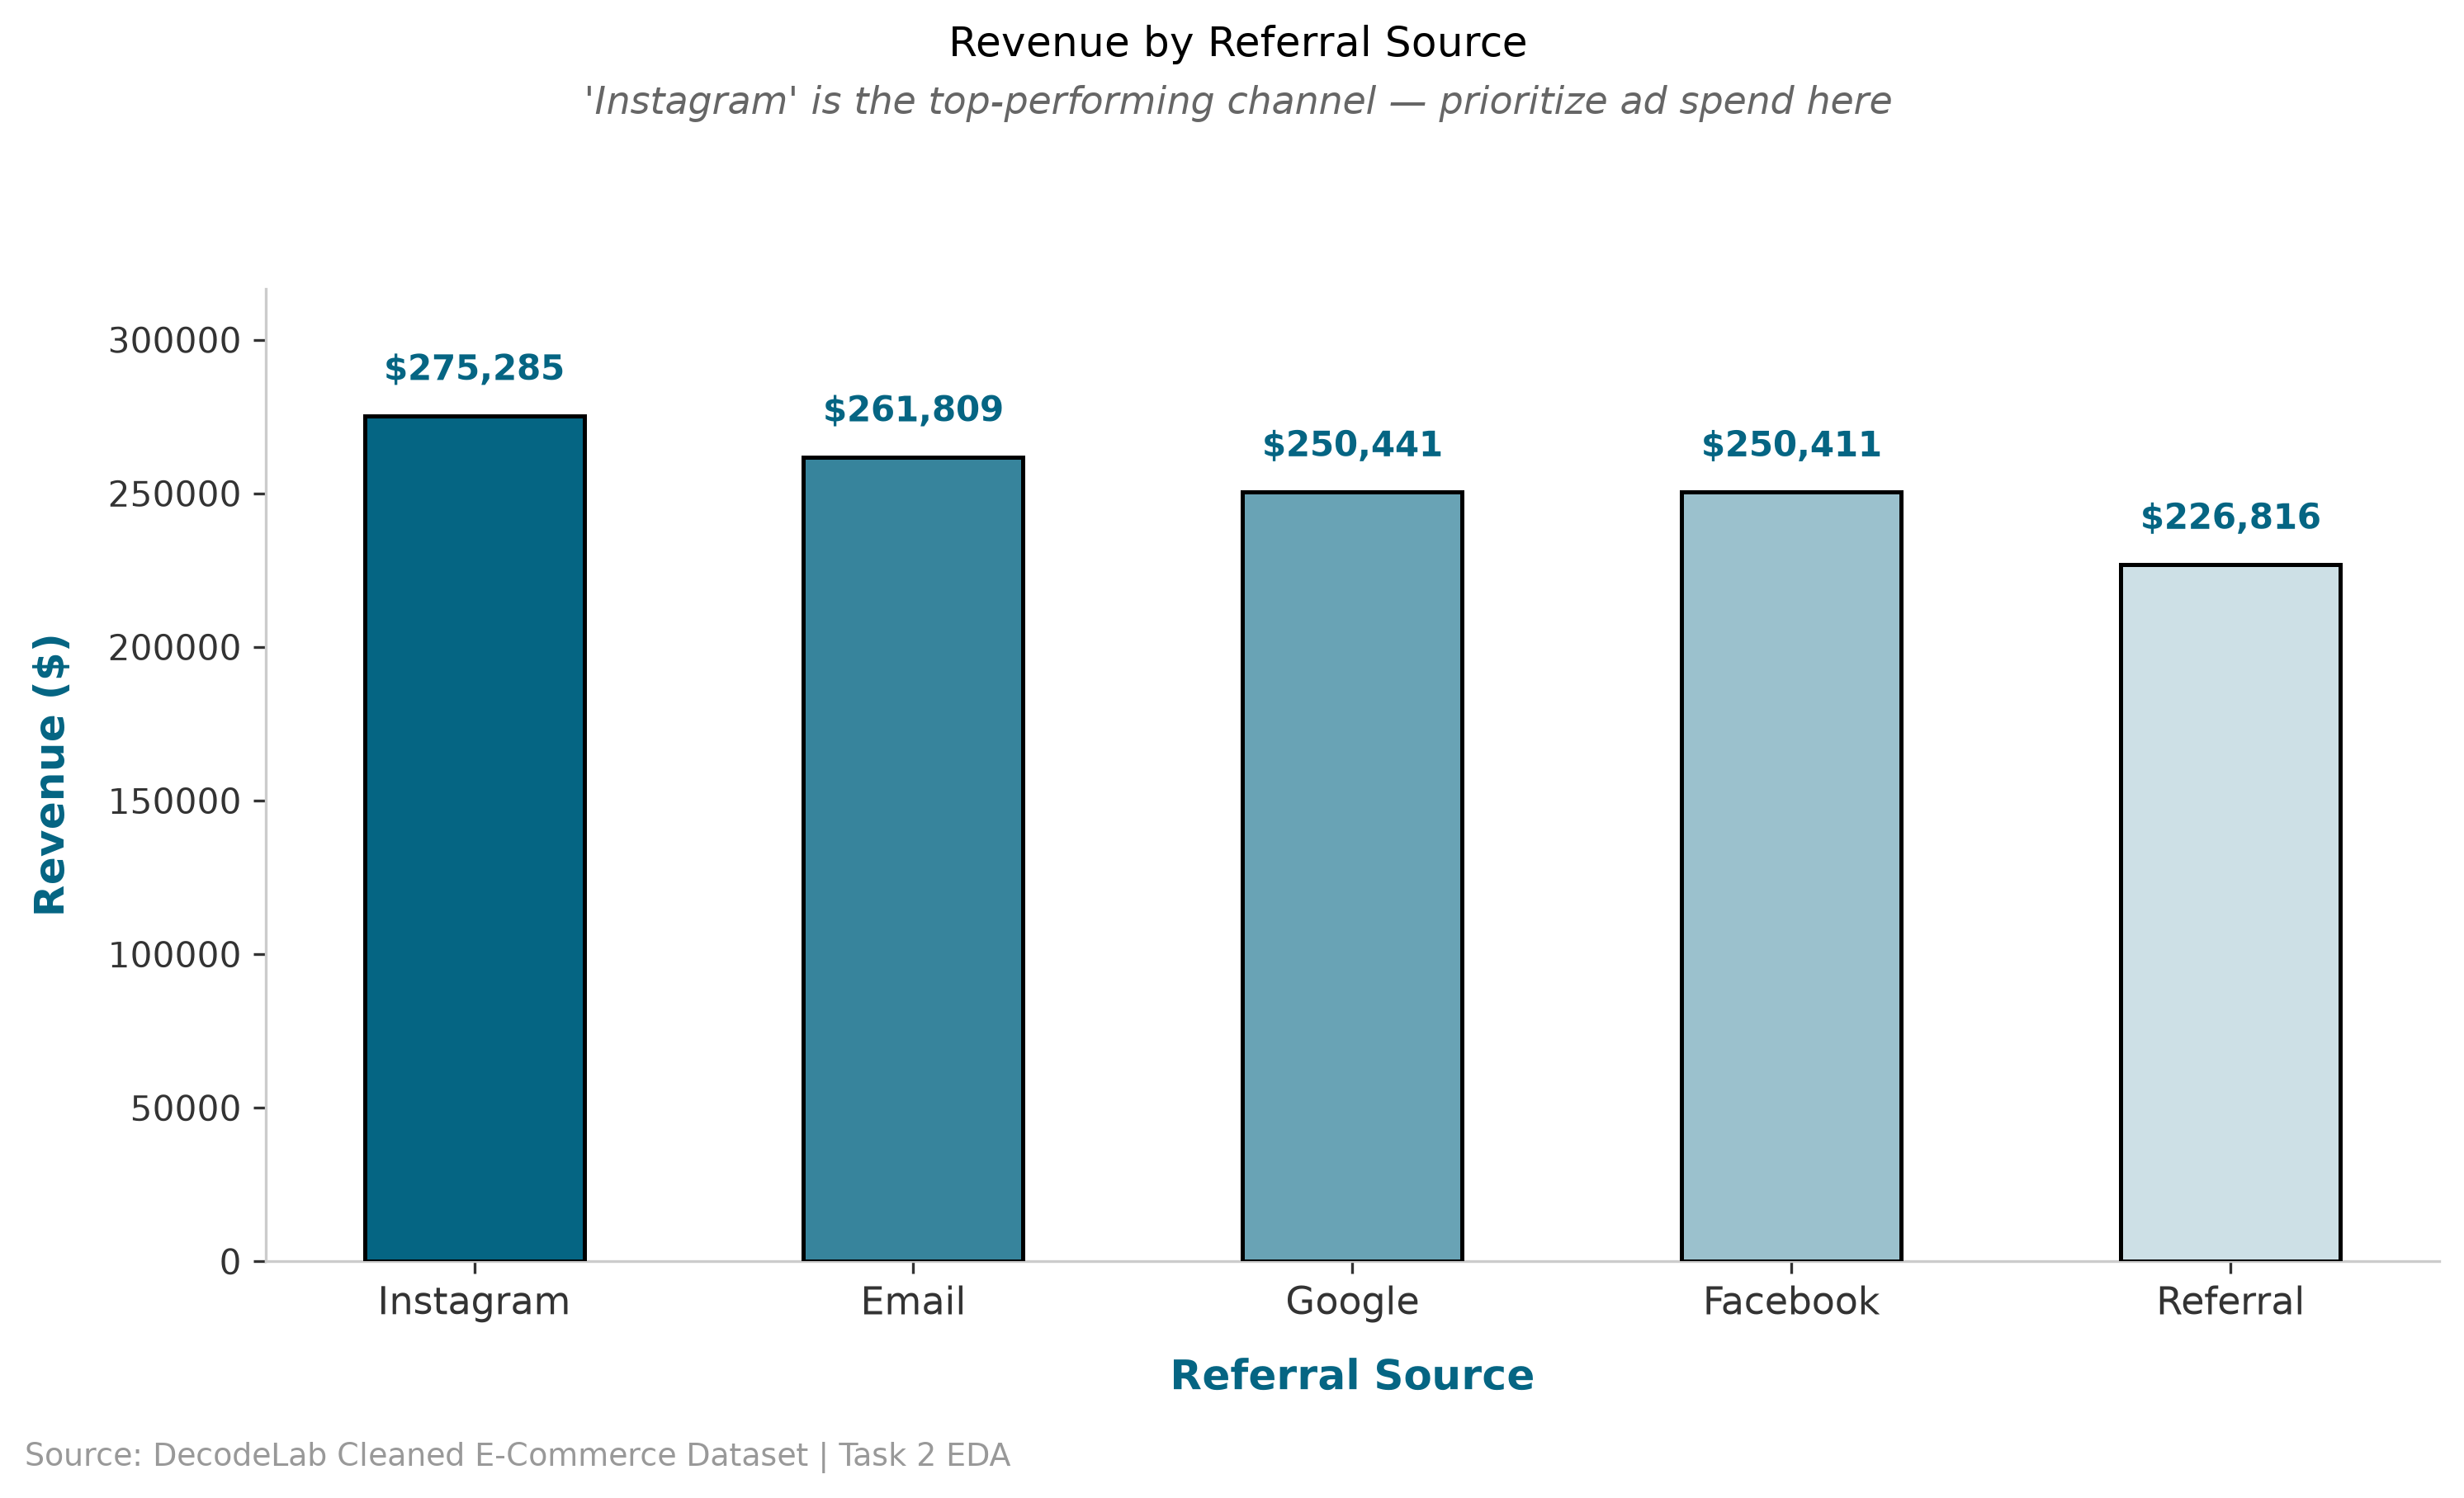 Revenue by Referral Source
'Instagram' is the top-performing channel — prioritize ad spend here
Revenue ($)
300000
250000
200000
150000
100000
50000
0
$275,285
$261,809
$250,441
$250,411
$226,816
Instagram
Email
Google
Facebook
Referral
Referral Source
Source: DecodeLab Cleaned E-Commerce Dataset | Task 2 EDA